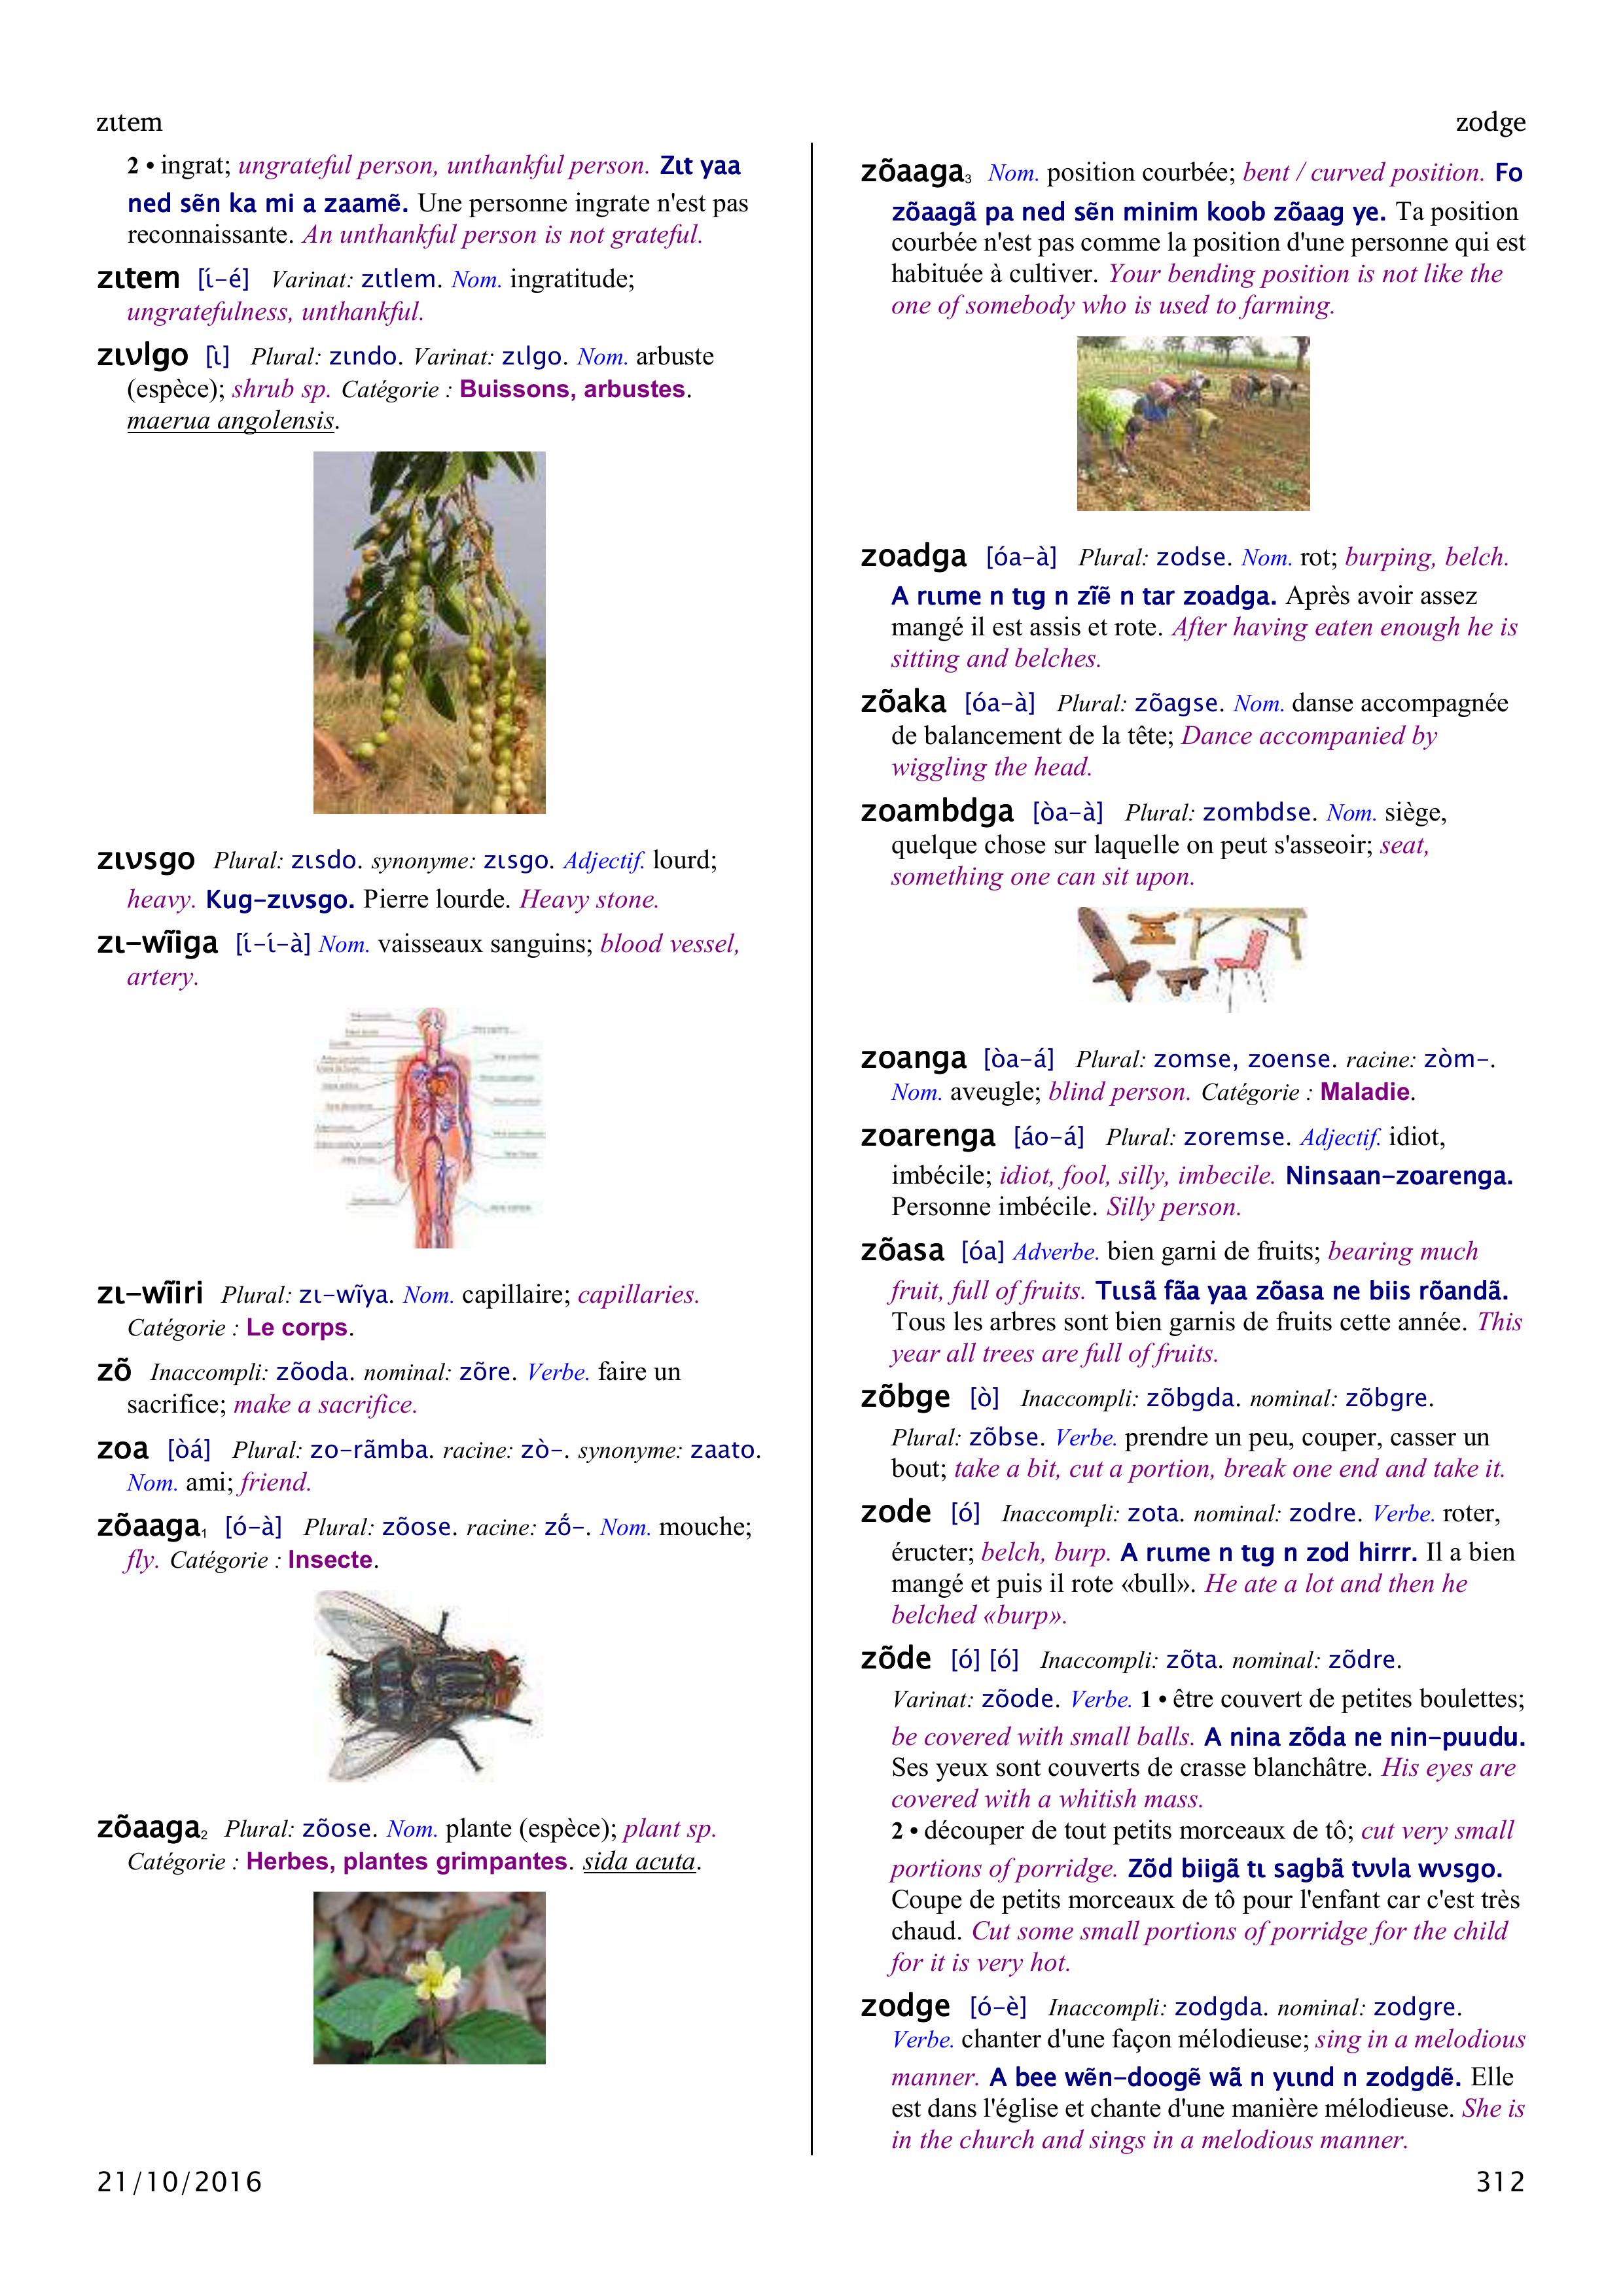 zɩtem
zodge
2 • ingrat; ungrateful person, unthankful person. Zɩt yaa
ned sẽn ka mi a zaamẽ. Une personne ingrate n'est pas
reconnaissante. An unthankful person is not grateful.
zɩtem [ɩ́-é] Varinat: zɩtlem. Nom. ingratitude;
ungratefulness, unthankful.
zɩʋlgo [ɩ̀] Plural: zɩndo. Varinat: zɩlgo. Nom. arbuste
(espèce); shrub sp. Catégorie : Buissons, arbustes.
maerua angolensis.
zɩʋsgo Plural: zɩsdo. synonyme: zɩsgo. Adjectif. lourd;
heavy. Kug-zɩʋsgo. Pierre lourde. Heavy stone.
zɩ-wĩiga [ɩ́-ɩ́-à] Nom. vaisseaux sanguins; blood vessel,
artery.
zɩ-wĩiri Plural: zɩ-wĩya. Nom. capillaire; capillaries.
Catégorie : Le corps.
zõ Inaccompli: zõoda. nominal: zõre. Verbe. faire un
sacrifice; make a sacrifice.
zoa [òá] Plural: zo-rãmba. racine: zò-. synonyme: zaato.
Nom. ami; friend.
zõaaga₁ [ó-à] Plural: zõose. racine: zṍ-. Nom. mouche;
fly. Catégorie : Insecte.
zõaaga₂ Plural: zõose. Nom. plante (espèce); plant sp.
Catégorie : Herbes, plantes grimpantes. sida acuta.
zõaaga₃ Nom. position courbée; bent / curved position. Fo
zõaagã pa ned sẽn minim koob zõaag ye. Ta position
courbée n'est pas comme la position d'une personne qui est
habituée à cultiver. Your bending position is not like the
one of somebody who is used to farming.
zoadga [óa-à] Plural: zodse. Nom. rot; burping, belch.
A rɩɩme n tɩg n zĩẽ n tar zoadga. Après avoir assez
mangé il est assis et rote. After having eaten enough he is
sitting and belches.
zõaka [óa-à] Plural: zõagse. Nom. danse accompagnée
de balancement de la tête; Dance accompanied by
wiggling the head.
zoambdga [òa-à] Plural: zombdse. Nom. siège,
quelque chose sur laquelle on peut s'asseoir; seat,
something one can sit upon.
zoanga [òa-á] Plural: zomse, zoense. racine: zòm-.
Nom. aveugle; blind person. Catégorie : Maladie.
zoarenga [áo-á] Plural: zoremse. Adjectif. idiot,
imbécile; idiot, fool, silly, imbecile. Ninsaan-zoarenga.
Personne imbécile. Silly person.
zõasa [óa] Adverbe. bien garni de fruits; bearing much
fruit, full of fruits. Tɩɩsã fãa yaa zõasa ne biis rõandã.
Tous les arbres sont bien garnis de fruits cette année. This
year all trees are full of fruits.
zõbge [ò] Inaccompli: zõbgda. nominal: zõbgre.
Plural: zõbse. Verbe. prendre un peu, couper, casser un
bout; take a bit, cut a portion, break one end and take it.
zode [ó] Inaccompli: zota. nominal: zodre. Verbe. roter,
éructer; belch, burp. A rɩɩme n tɩg n zod hirrr. Il a bien
mangé et puis il rote «bull». He ate a lot and then he
belched «burp».
zõde [ó] [ó] Inaccompli: zõta. nominal: zõdre.
Varinat: zõode. Verbe. 1 • être couvert de petites boulettes;
be covered with small balls. A nina zõda ne nin-puudu.
Ses yeux sont couverts de crasse blanchâtre. His eyes are
covered with a whitish mass.
2 • découper de tout petits morceaux de tô; cut very small
portions of porridge. Zõd biigã tɩ sagbã tʋʋla wʋsgo.
Coupe de petits morceaux de tô pour l'enfant car c'est très
chaud. Cut some small portions of porridge for the child
for it is very hot.
zodge [ó-è] Inaccompli: zodgda. nominal: zodgre.
Verbe. chanter d'une façon mélodieuse; sing in a melodious
manner. A bee wẽn-doogẽ wã n yɩɩnd n zodgdẽ. Elle
est dans l'église et chante d'une manière mélodieuse. She is
in the church and sings in a melodious manner.
21/10/2016
312